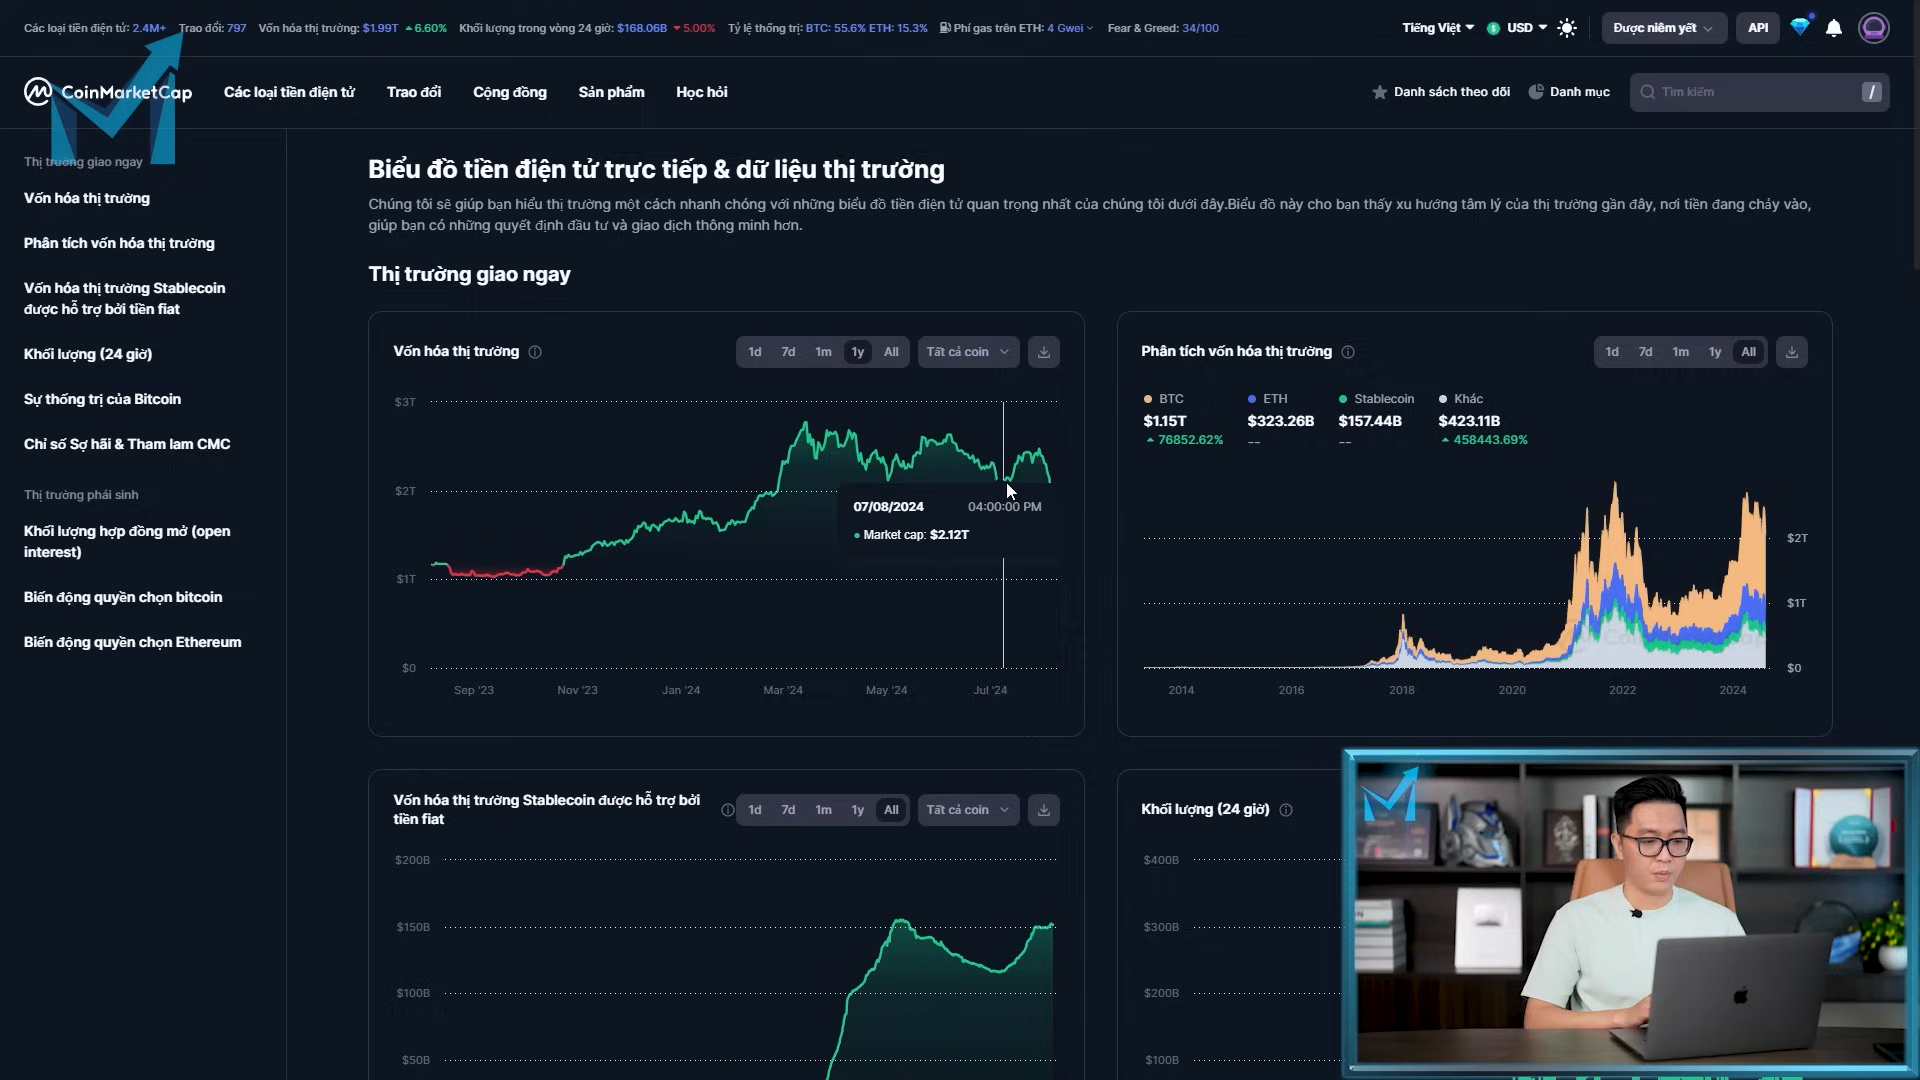 Các loại tiền điện tử: 2.4M+ Trao đổi: 797 Vốn hóa thị trường: $1.99T 6.60% Khối lượng trong vòng 24 giờ: $168.06B 5.00% Tỷ lệ thống trị: BTC: 55.6% ETH: 15.3% Phí gas trên ETH: 4 Gwei Fear & Greed: 34/100
Tiếng Việt USD Được niêm yết API
CoinMarketCap Các loại tiền điện tử Trao đổi Cộng đồng Sản phẩm Học hỏi Danh sách theo dõi Danh mục Tìm kiếm /
Thị trường giao ngay
Vốn hóa thị trường
Phân tích vốn hóa thị trường
Vốn hóa thị trường Stablecoin
được hỗ trợ bởi tiền fiat
Khối lượng (24 giờ)
Sự thống trị của Bitcoin
Chỉ số Sợ hãi & Tham lam CMC
Thị trường phái sinh
Khối lượng hợp đồng mở (open
interest)
Biến động quyền chọn bitcoin
Biến động quyền chọn Ethereum
Biểu đồ tiền điện tử trực tiếp & dữ liệu thị trường
Chúng tôi sẽ giúp bạn hiểu thị trường một cách nhanh chóng với những biểu đồ tiền điện tử quan trọng nhất của chúng tôi dưới đây.Biểu đồ này cho bạn thấy xu hướng tâm lý của thị trường gần đây, nơi tiền đang chảy vào,
giúp bạn có những quyết định đầu tư và giao dịch thông minh hơn.
Thị trường giao ngay
Vốn hóa thị trường 1d 7d 1m 1y All Tất cả coin
$3T
$2T
$1T
$0
07/08/2024 04:00:00 PM
Market cap: $2.12T
Sep '23 Nov '23 Jan '24 Mar '24 May '24 Jul '24
Phân tích vốn hóa thị trường 1d 7d 1m 1y All
BTC ETH Stablecoin Khác
$1.15T $323.26B $157.44B $423.11B
76852.62% -- -- 458443.69%
$2T
$1T
$0
2014 2016 2018 2020 2022 2024
Vốn hóa thị trường Stablecoin được hỗ trợ bởi
tiền fiat
1d 7d 1m 1y All Tất cả coin
$200B
$150B
$100B
$50B
Khối lượng (24 giờ)
$400B
$300B
$200B
$100B